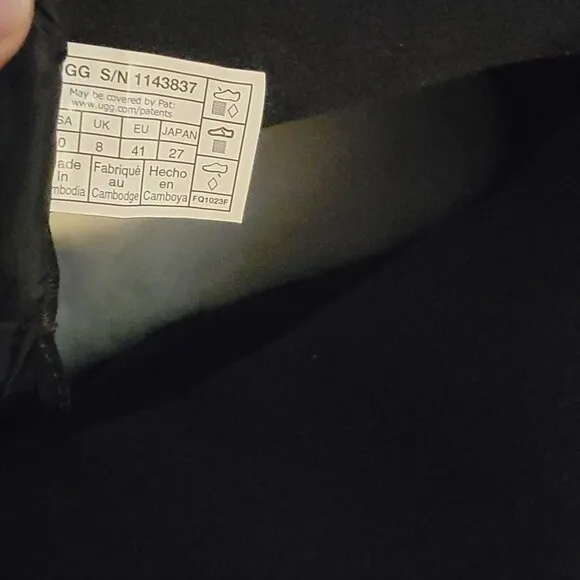 GG S/N 1143837
May be covered by Pat:
www.ugg.com/patents
SA UK EU JAPAN
0 8 41 27
ade Fabriqué Hecho
In au en
mbodia Cambodge Camboya
FQ1023F